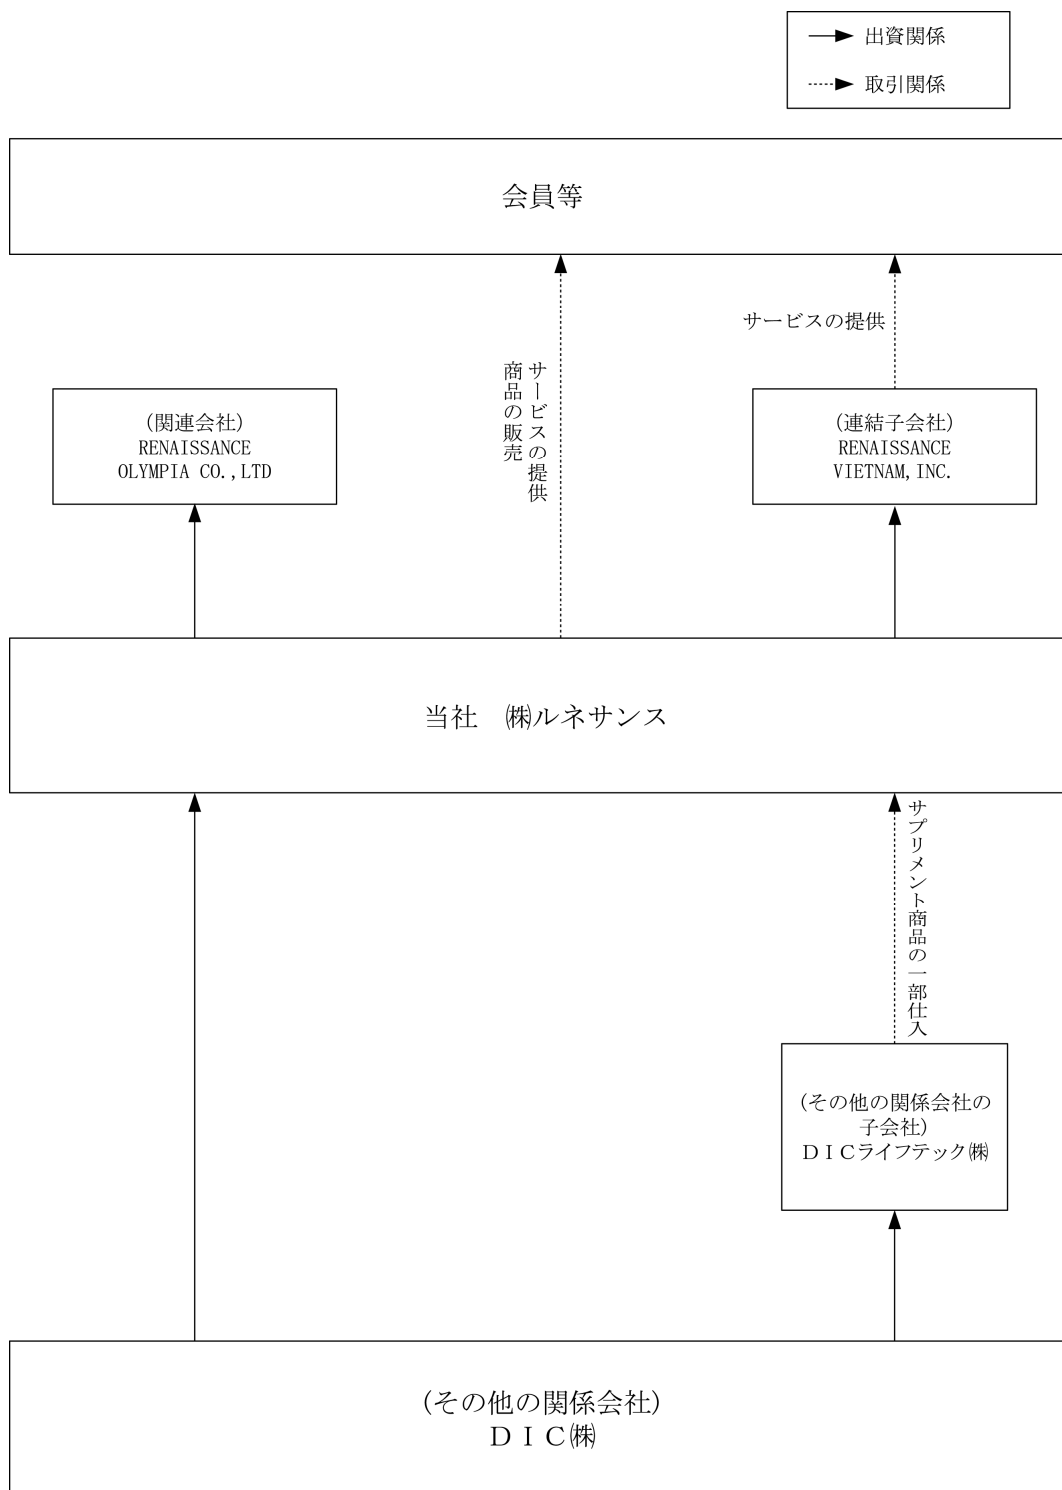 出資関係
取引関係
会員等
サービスの提供
サービスの提供
商品の販売
(関連会社)
RENAISSANCE
OLYMPIA CO.,LTD
(連結子会社)
RENAISSANCE
VIETNAM,INC.
当社　㈱ルネサンス
サプリメント商品の一部仕入
(その他の関係会社の
子会社)
ＤＩＣライフテック㈱
(その他の関係会社)
ＤＩＣ㈱